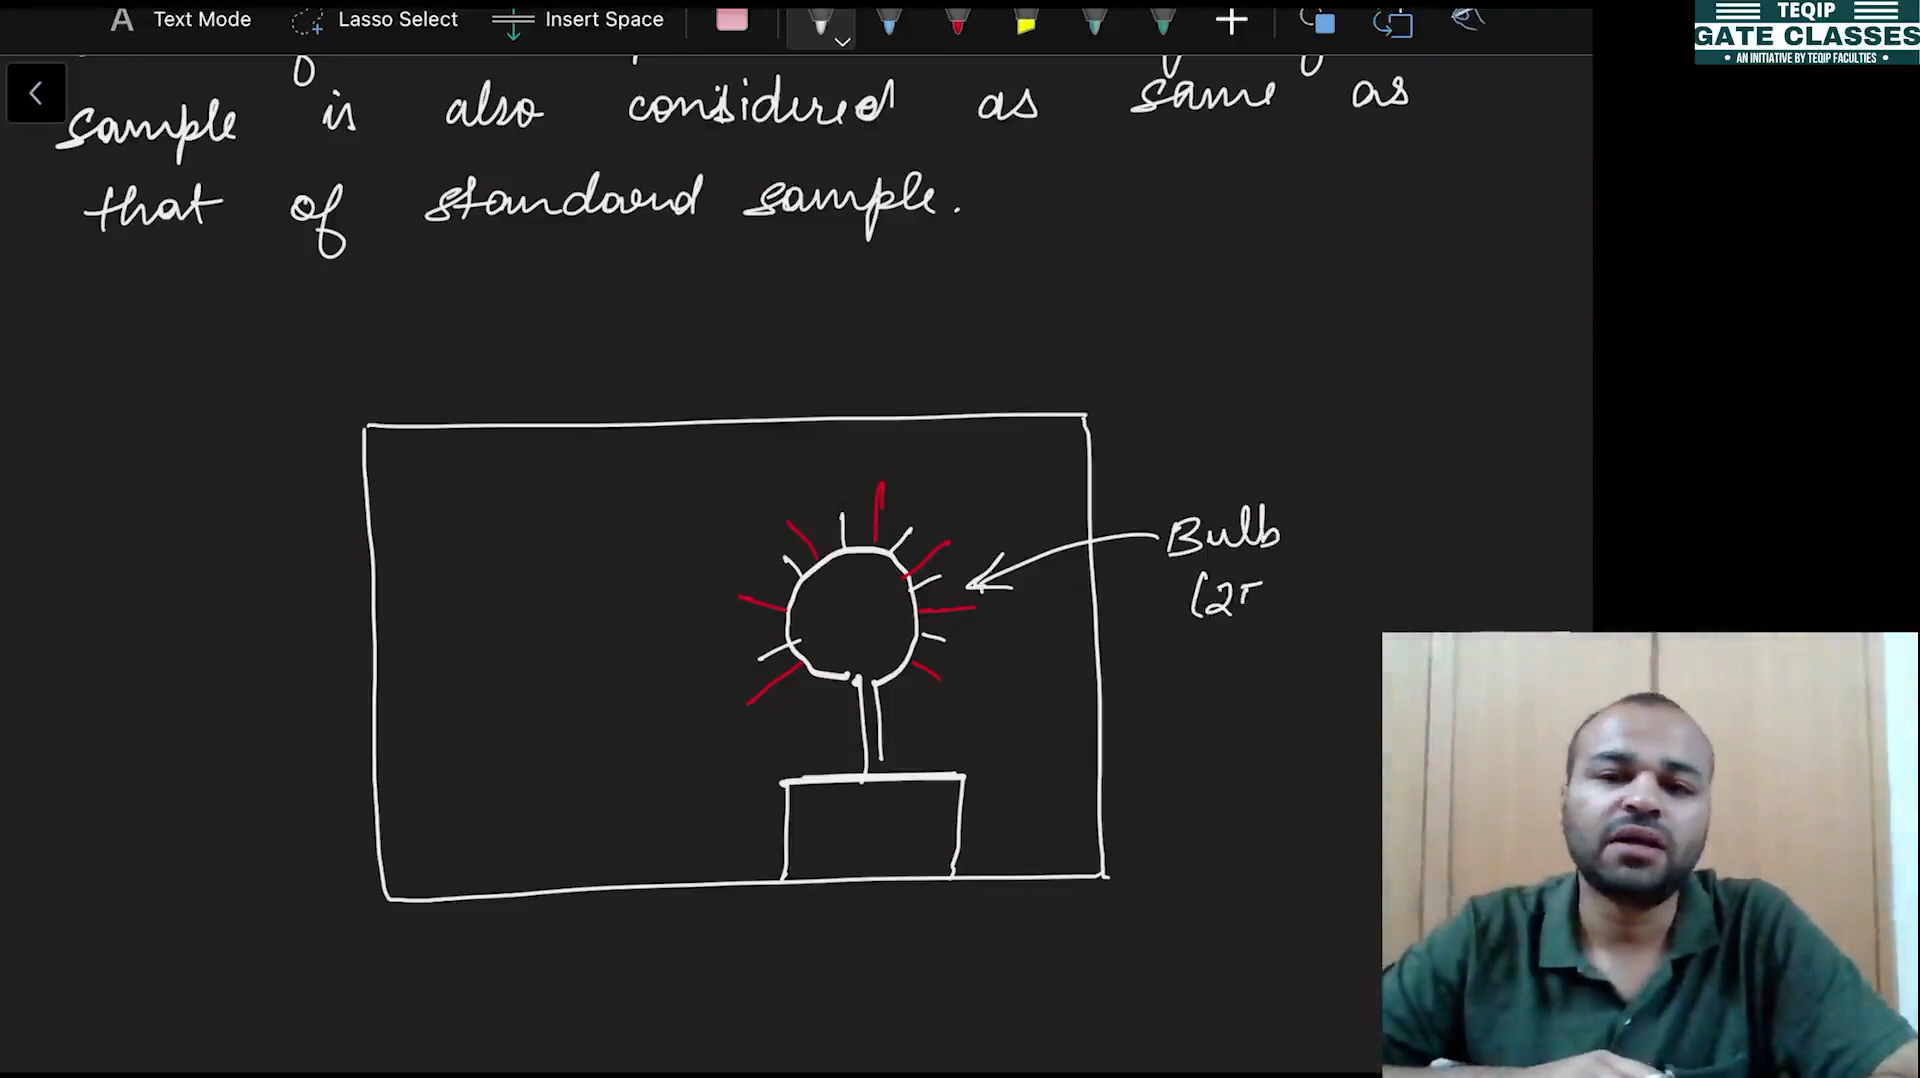 Text Mode Lasso Select Insert Space
TEQIP
GATE CLASSES
• AN INITIATIVE BY TEQIP FACULTIES •
sample is also considered as same as
that of standard sample.
Bulb